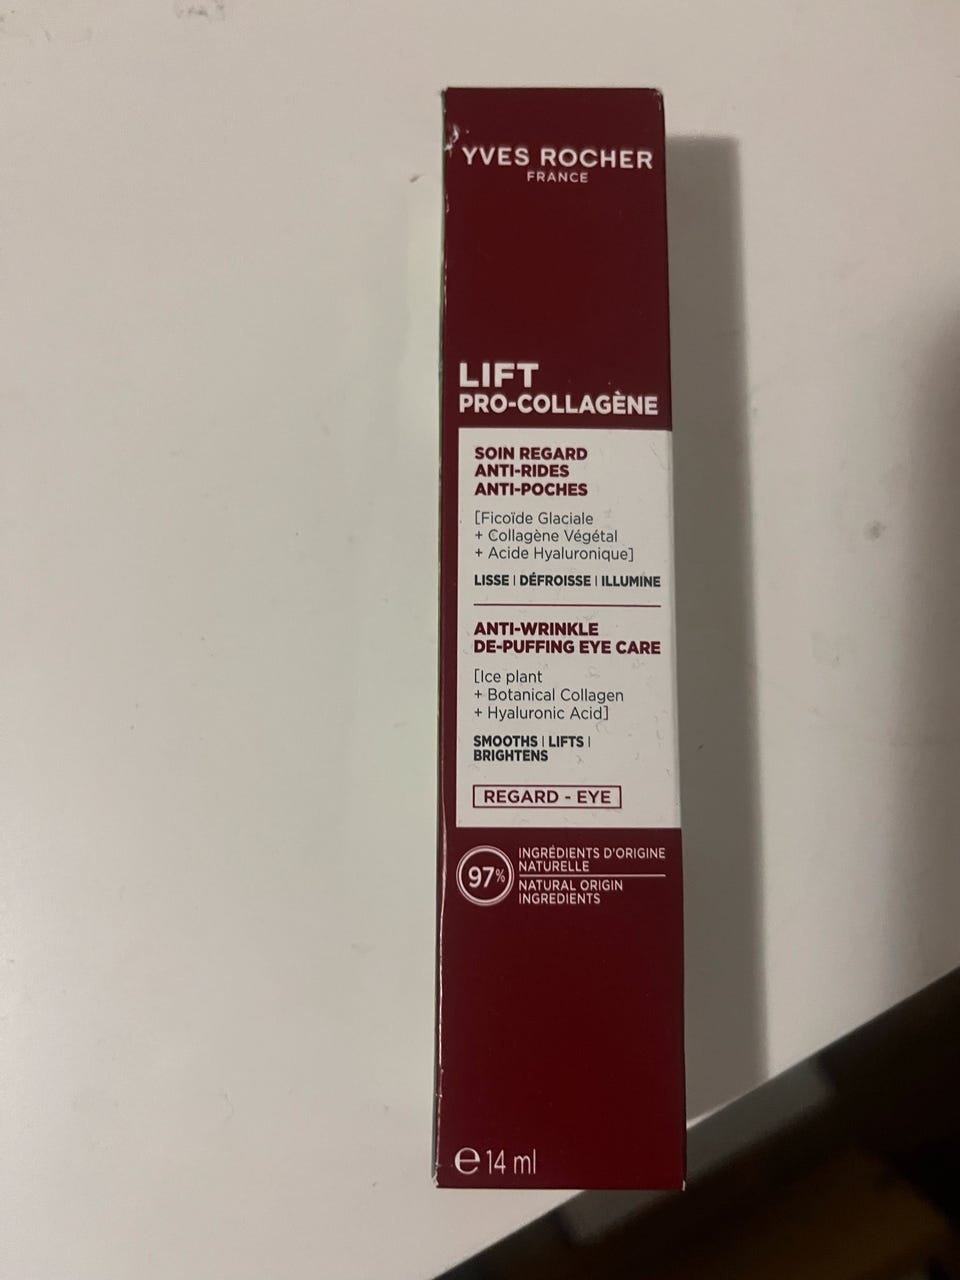 YVES ROCHER
FRANCE
LIFT
PRO-COLLAGÈNE
SOIN REGARD
ANTI-RIDES
ANTI-POCHES
[Ficoïde Glaciale
+ Collagène Végétal
+ Acide Hyaluronique]
LISSE | DÉFROISSE | ILLUMINE
ANTI-WRINKLE
DE-PUFFING EYE CARE
[Ice plant
+ Botanical Collagen
+ Hyaluronic Acid]
SMOOTHS | LIFTS |
BRIGHTENS
REGARD - EYE
97%
INGRÉDIENTS D'ORIGINE
NATURELLE
NATURAL ORIGIN
INGREDIENTS
℮ 14 ml